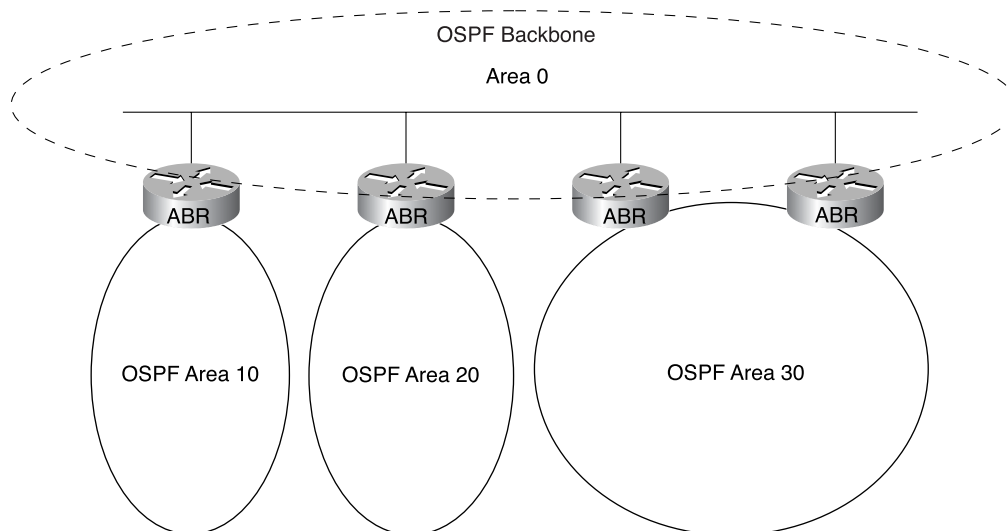 OSPF Backbone
Area 0
ABR
ABR
ABR
ABR
OSPF Area 10
OSPF Area 20
OSPF Area 30